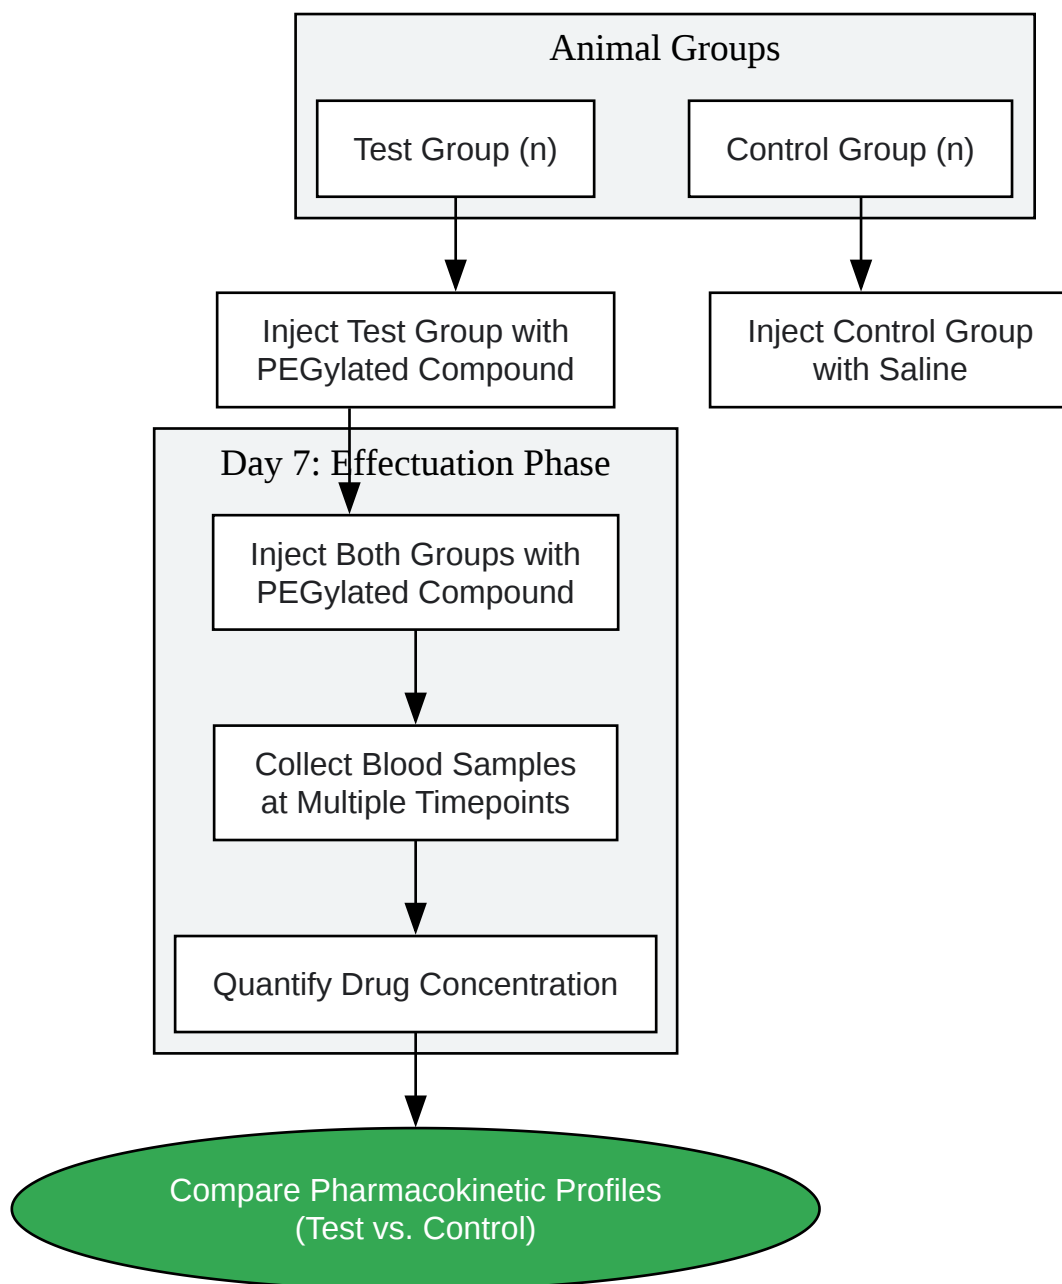 Animal Groups
Test Group (n)
Control Group (n)
Inject Test Group with
PEGylated Compound
Inject Control Group
with Saline
Day 7: Effectuation Phase
Inject Both Groups with
PEGylated Compound
Collect Blood Samples
at Multiple Timepoints
Quantify Drug Concentration
Compare Pharmacokinetic Profiles
(Test vs. Control)